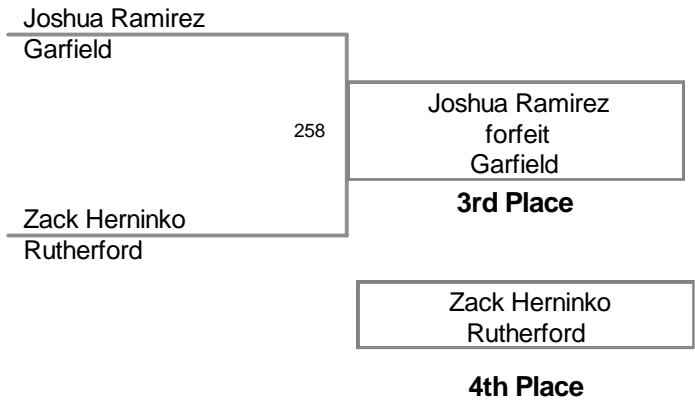 Joshua Ramirez
Garfield
258
Joshua Ramirez
forfeit
Garfield
3rd Place
Zack Herninko
Rutherford
Zack Herninko
Rutherford
4th Place